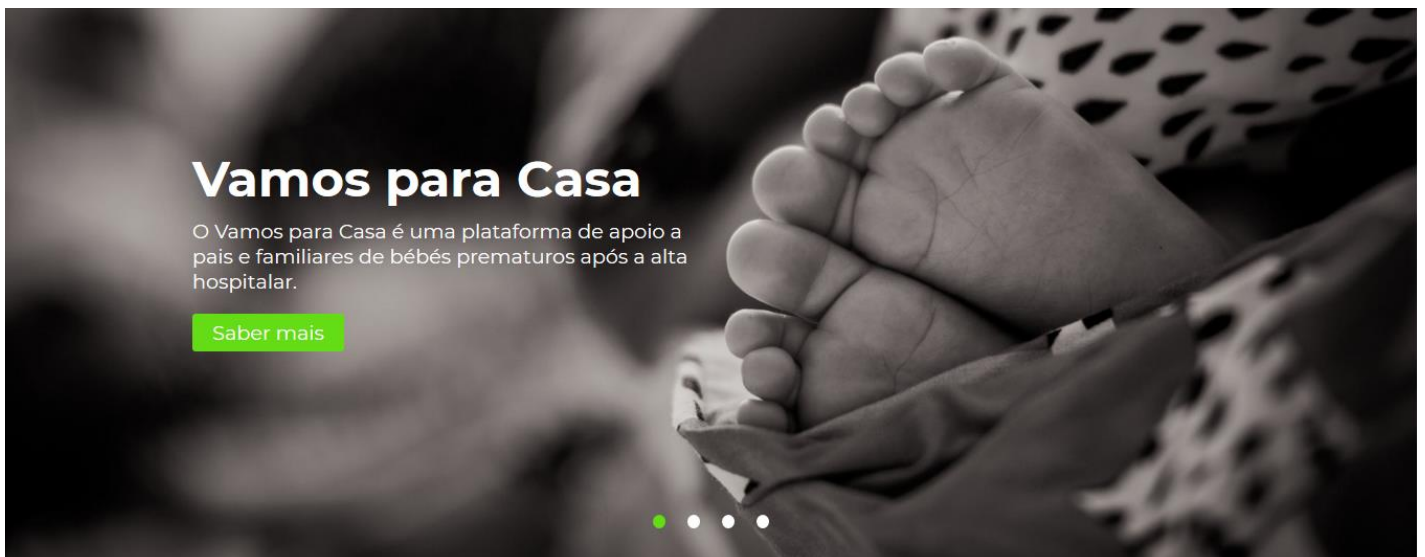 Vamos para Casa
O Vamos para Casa é uma plataforma de apoio a
pais e familiares de bébés prematuros após a alta
hospitalar.
Saber mais